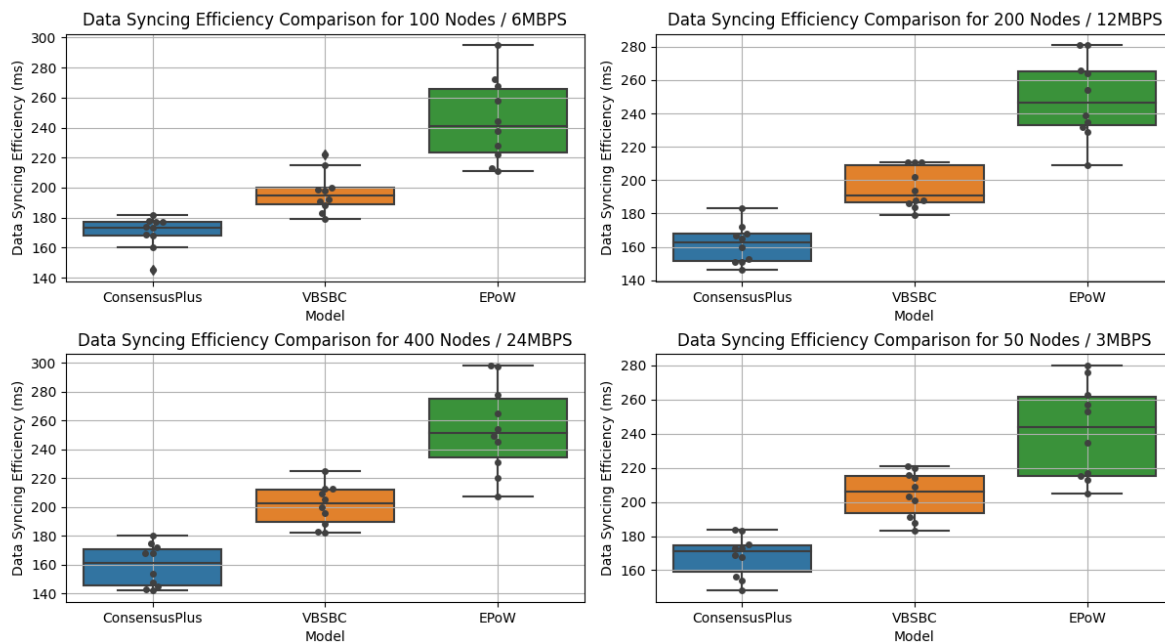 Data Syncing Efficiency Comparison for 100 Nodes / 6MBPS
Data Syncing Efficiency (ms)
300
280
260
240
220
200
180
160
140
ConsensusPlus VBSBC EPoW
Model
Data Syncing Efficiency Comparison for 200 Nodes / 12MBPS
Data Syncing Efficiency (ms)
280
260
240
220
200
180
160
140
ConsensusPlus VBSBC EPoW
Model
Data Syncing Efficiency Comparison for 400 Nodes / 24MBPS
Data Syncing Efficiency (ms)
300
280
260
240
220
200
180
160
140
ConsensusPlus VBSBC EPoW
Model
Data Syncing Efficiency Comparison for 50 Nodes / 3MBPS
Data Syncing Efficiency (ms)
280
260
240
220
200
180
160
ConsensusPlus VBSBC EPoW
Model